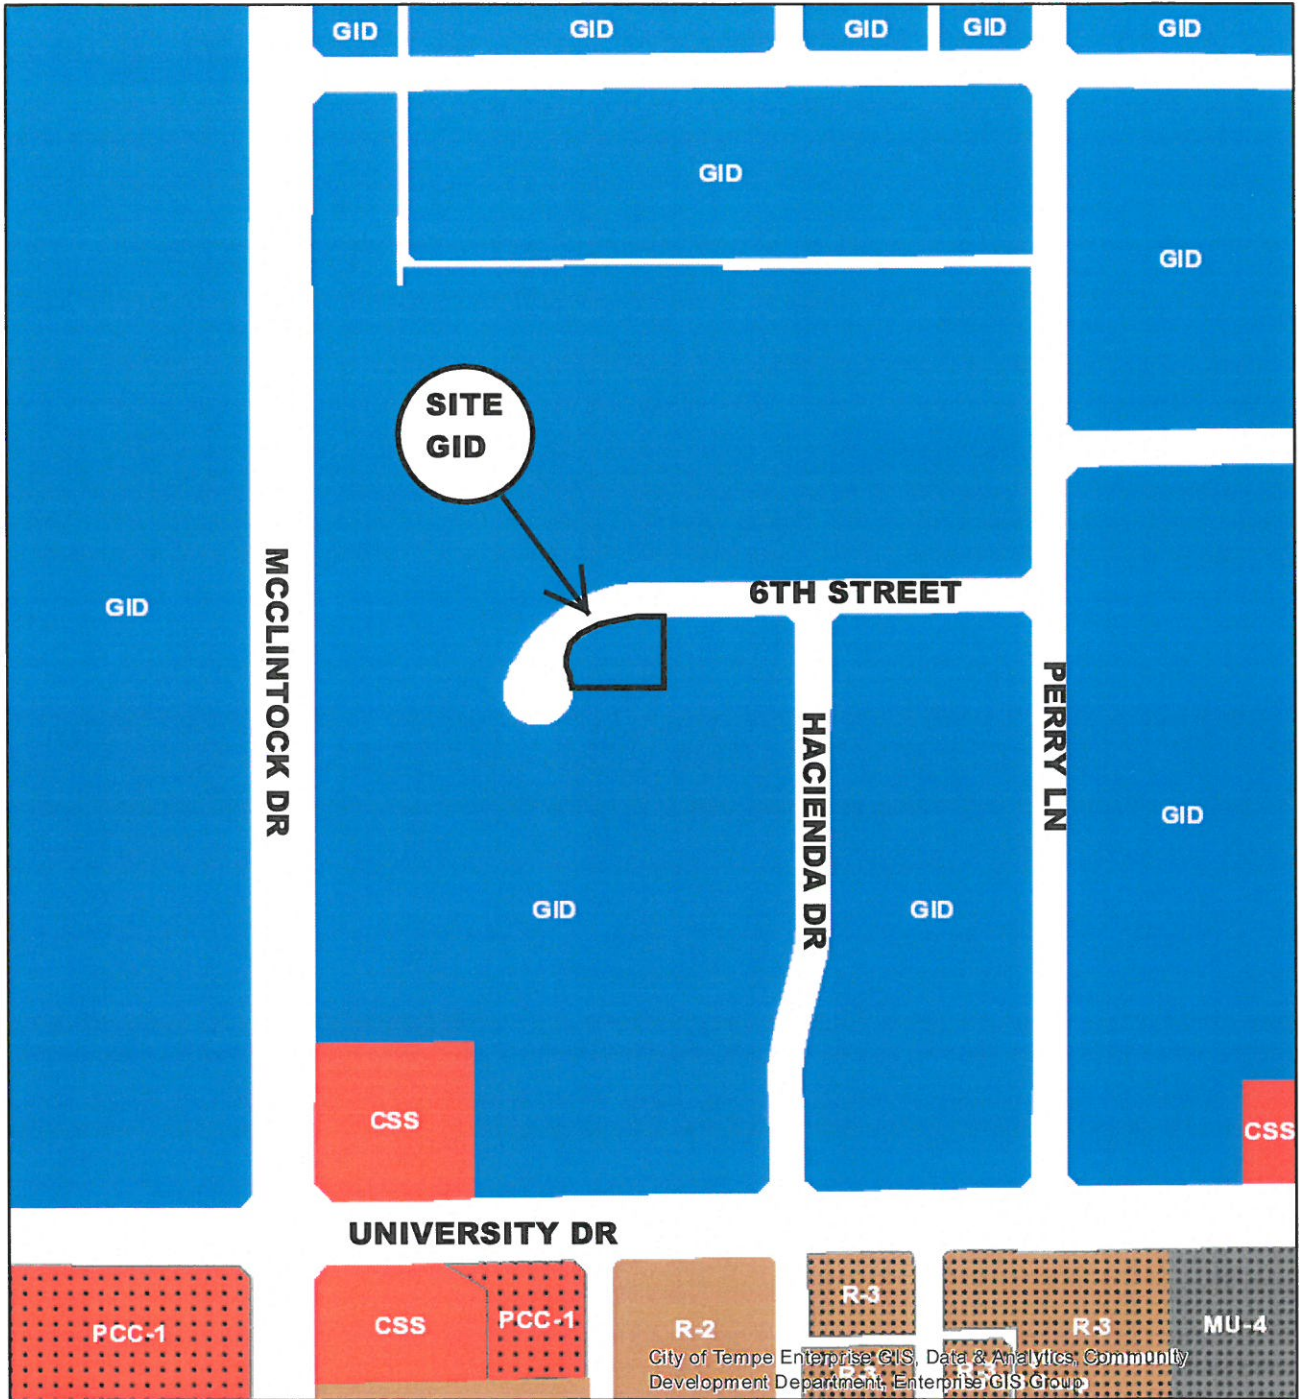 GID
GID
GID
GID
GID
GID
GID
SITE
GID
6TH STREET
GID
MCCLINTOCK DR
PERRY LN
HACIENDA DR
GID
GID
GID
CSS
CSS
UNIVERSITY DR
PCC-1
CSS
PCC-1
R-2
R-3
R-3
MU-4
City of Tempe Enterprise GIS, Data & Analytics, Community
Development Department, Enterprise GIS Group